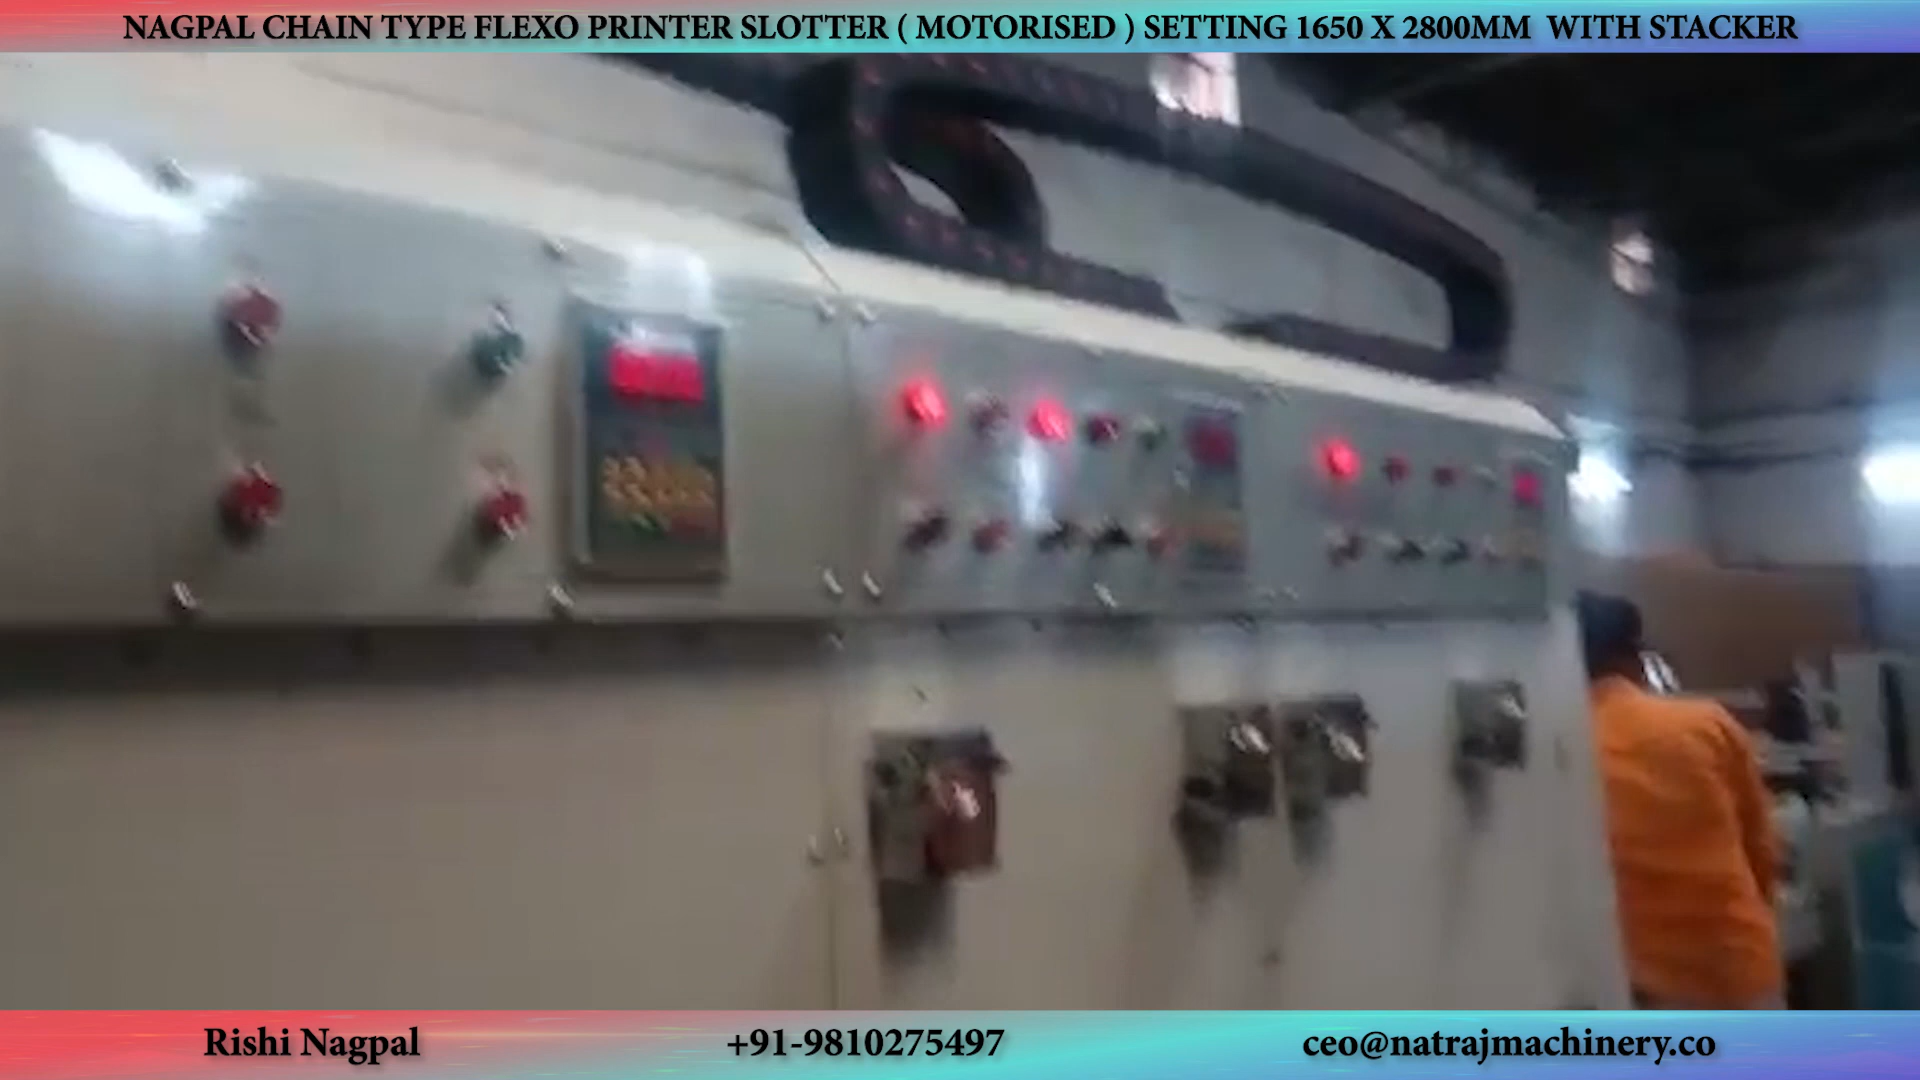 NAGPAL CHAIN TYPE FLEXO PRINTER SLOTTER ( MOTORISED ) SETTING 1650 X 2800MM WITH STACKER
Rishi Nagpal +91-9810275497 ceo@natrajmachinery.co